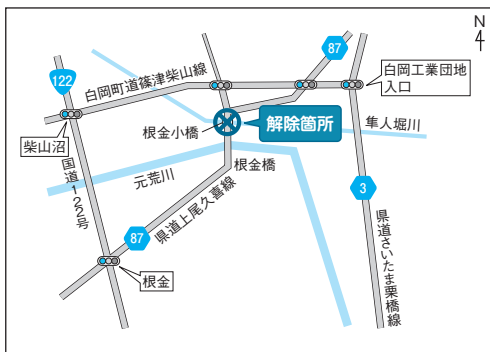 N
4
87
122
白岡町道篠津柴山線
白岡工業団地
入口
解除箇所
根金小橋
隼人堀川
柴山沼
国道122号
元荒川
根金橋
県道上尾久喜線
3
87
県道さいたま栗橋線
根金